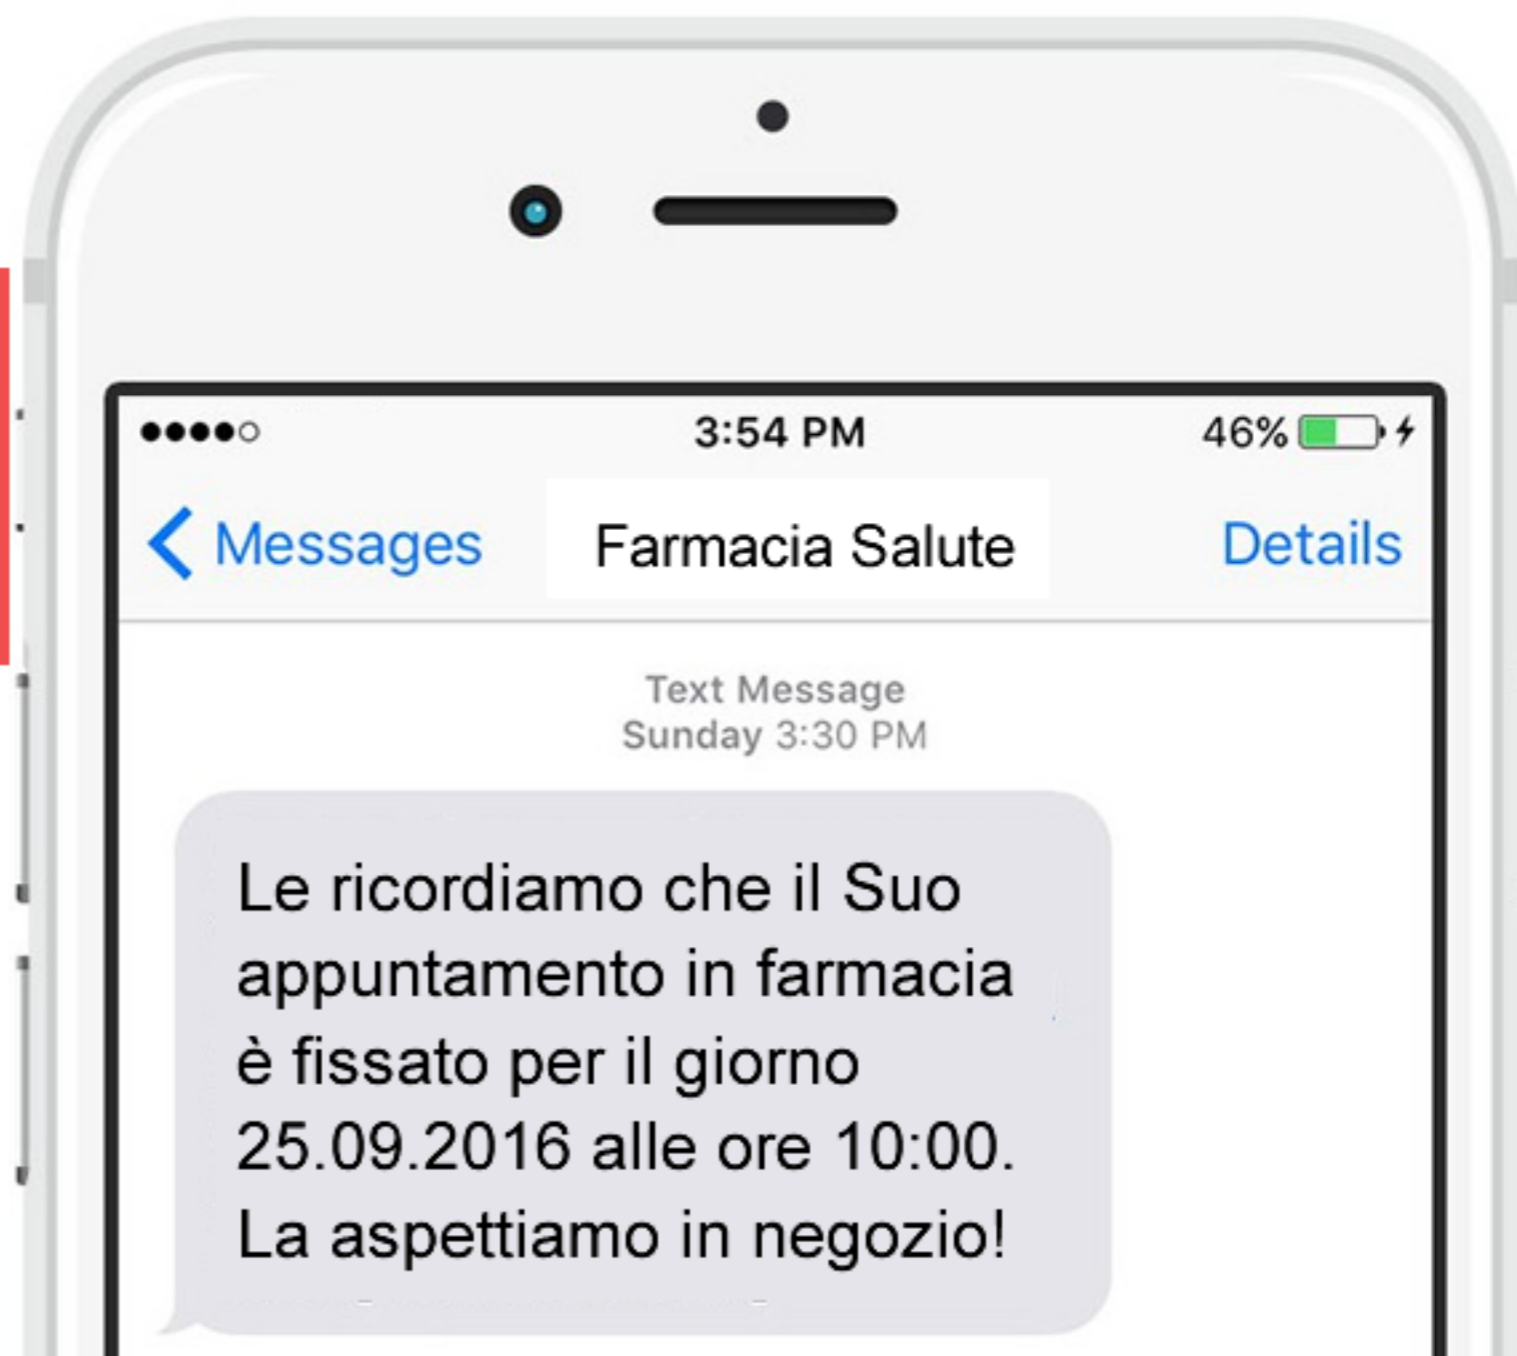 3:54 PM
46%
Messages
Farmacia Salute
Details
Text Message
Sunday 3:30 PM
Le ricordiamo che il Suo
appuntamento in farmacia
è fissato per il giorno
25.09.2016 alle ore 10:00.
La aspettiamo in negozio!